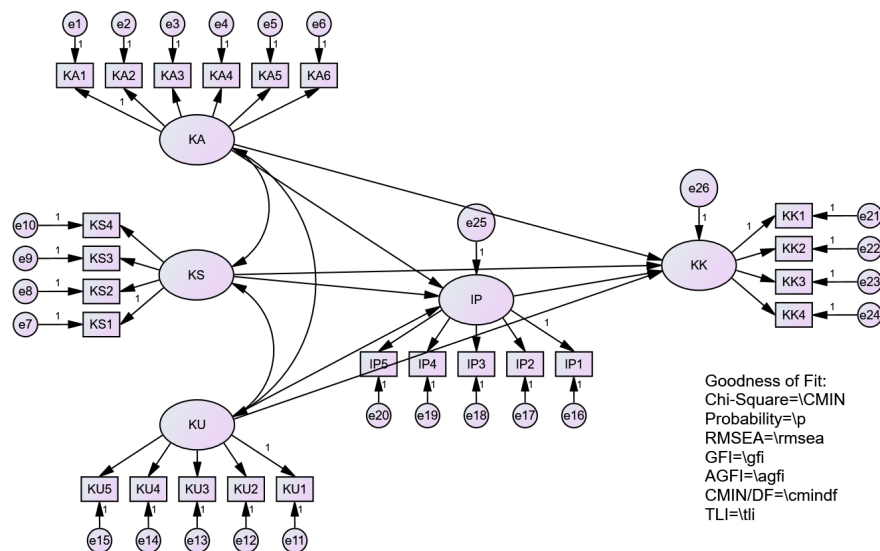 e1 e2 e3 e4 e5 e6
1 1 1 1 1 1
KA1 KA2 KA3 KA4 KA5 KA6
1
KA
e26
e10 1 KS4
e25
1
KK1 1 e21
1
e9 1 KS3
1
KK2 1 e22
e8 1 KS2
KS
KK
KK3 1 e23
1
e7 1 KS1
IP
KK4 1 e24
1
IP5 IP4 IP3 IP2 IP1
1 1 1 1 1
e20 e19 e18 e17 e16
KU
1
KU5 KU4 KU3 KU2 KU1
1 1 1 1 1
e15 e14 e13 e12 e11
Goodness of Fit:
Chi-Square=\CMIN
Probability=\p
RMSEA=\rmsea
GFI=\gfi
AGFI=\agfi
CMIN/DF=\cmindf
TLI=\tli